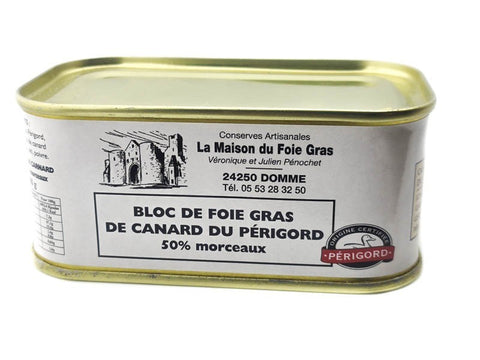 Conserves Artisanales
La Maison du Foie Gras
Véronique et Julien Pénochet
24250 DOMME
Tél. 05 53 28 32 50
BLOC DE FOIE GRAS
DE CANARD DU PÉRIGORD
50% morceaux
ORIGINE CERTIFIÉE
PÉRIGORD